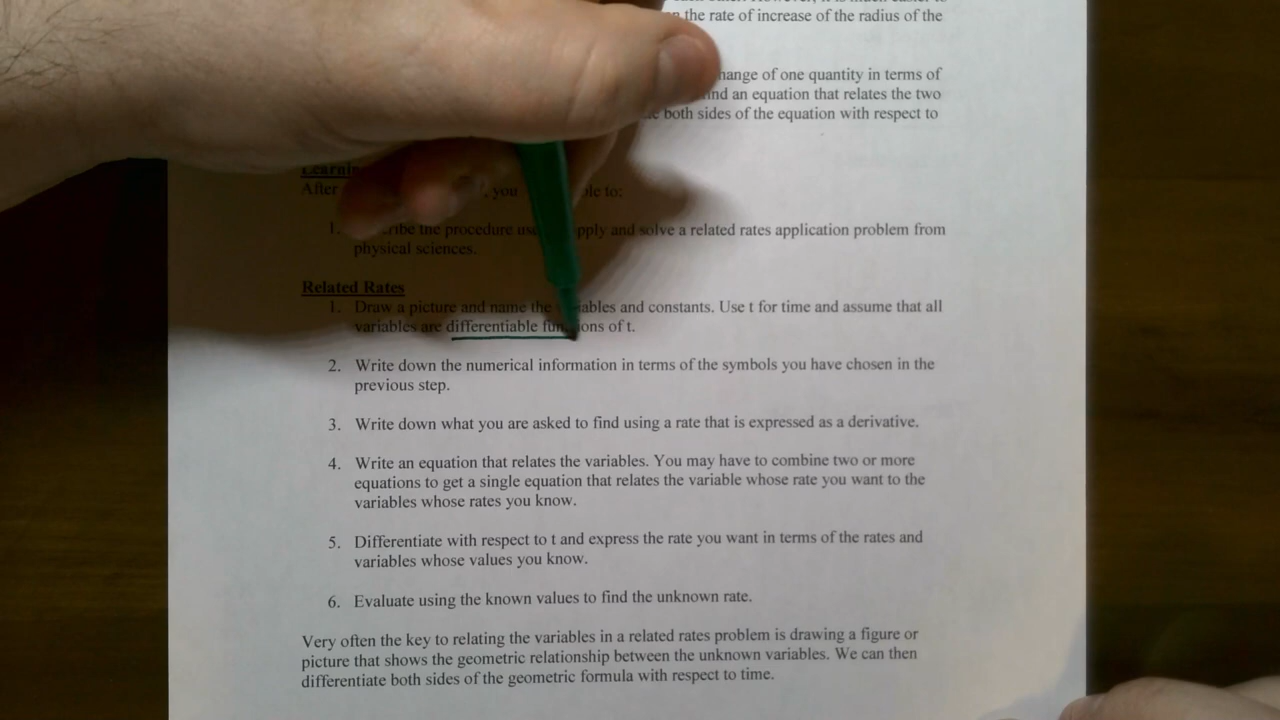 the rate of increase of the radius of the
of one quantity in terms of
an equation that relates the two
both sides of the equation with respect to
After you to:
1. the procedure and solve a related rates application problem from
physical sciences.
Related Rates
1. Draw a picture and name the and constants. Use t for time and assume that all
variables are differentiable of t.
2. Write down the numerical information in terms of the symbols you have chosen in the
previous step.
3. Write down what you are asked to find using a rate that is expressed as a derivative.
4. Write an equation that relates the variables. You may have to combine two or more
equations to get a single equation that relates the variable whose rate you want to the
variables whose rates you know.
5. Differentiate with respect to t and express the rate you want in terms of the rates and
variables whose values you know.
6. Evaluate using the known values to find the unknown rate.
Very often the key to relating the variables in a related rates problem is drawing a figure or
picture that shows the geometric relationship between the unknown variables. We can then
differentiate both sides of the geometric formula with respect to time.